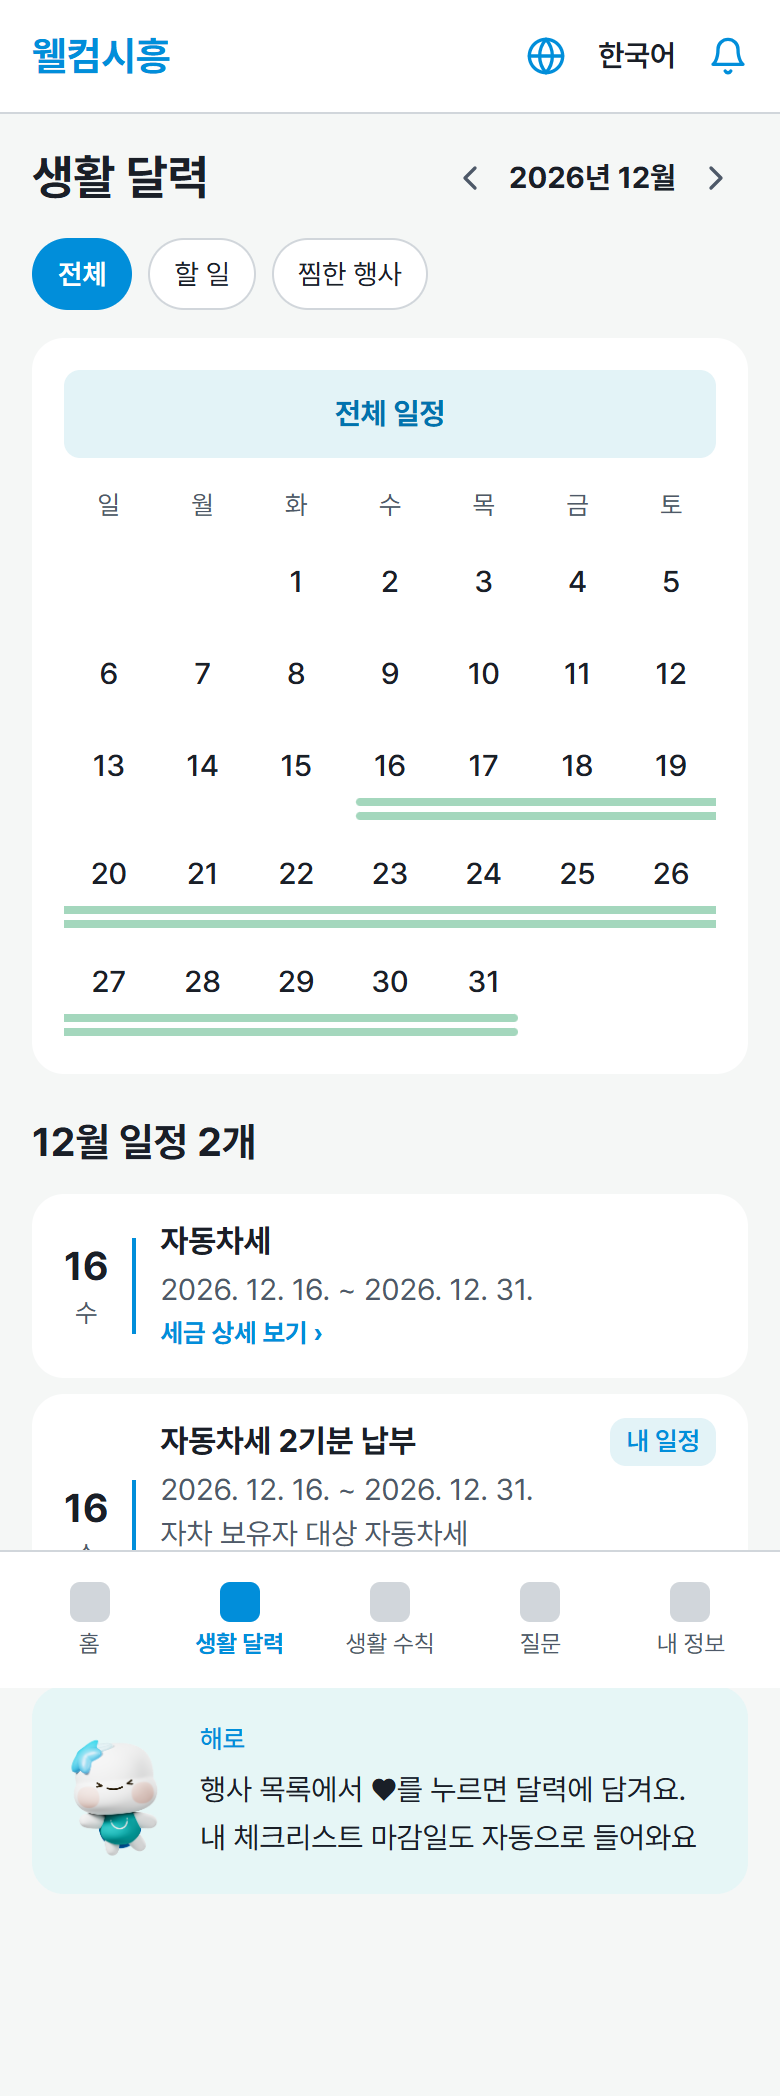 웰컴시흥
한국어
생활 달력
2026년 12월
전체
할 일
찜한 행사
전체 일정
일 월 화 수 목 금 토
1 2 3 4 5
6 7 8 9 10 11 12
13 14 15 16 17 18 19
20 21 22 23 24 25 26
27 28 29 30 31
12월 일정 2개
16
수
자동차세
2026. 12. 16. ~ 2026. 12. 31.
세금 상세 보기 ›
16
자동차세 2기분 납부
내 일정
2026. 12. 16. ~ 2026. 12. 31.
자차 보유자 대상 자동차세
홈
생활 달력
생활 수칙
질문
내 정보
해로
행사 목록에서 ♥를 누르면 달력에 담겨요.
내 체크리스트 마감일도 자동으로 들어와요